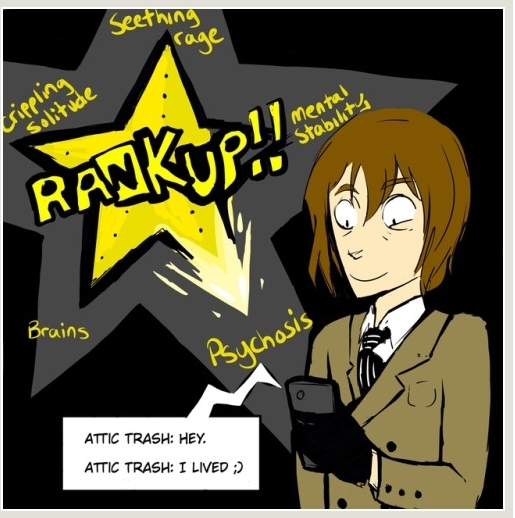 Seething
rage
Crippling
Solitude
Mental
Stability
RANKUP!!
Brains
Psychosis
ATTIC TRASH: HEY.
ATTIC TRASH: I LIVED ;)